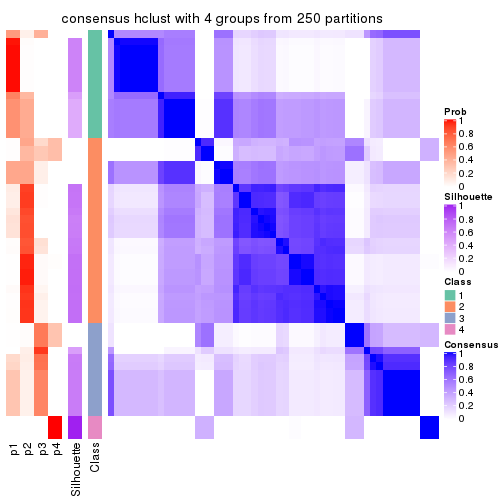 consensus hclust with 4 groups from 250 partitions
Prob
1
0.8
0.6
0.4
0.2
0
Silhouette
1
0.8
0.6
0.4
0.2
0
Class
1
2
3
4
Consensus
1
0.8
0.6
0.4
0.2
0
p1
p2
p3
p4
Silhouette
Class